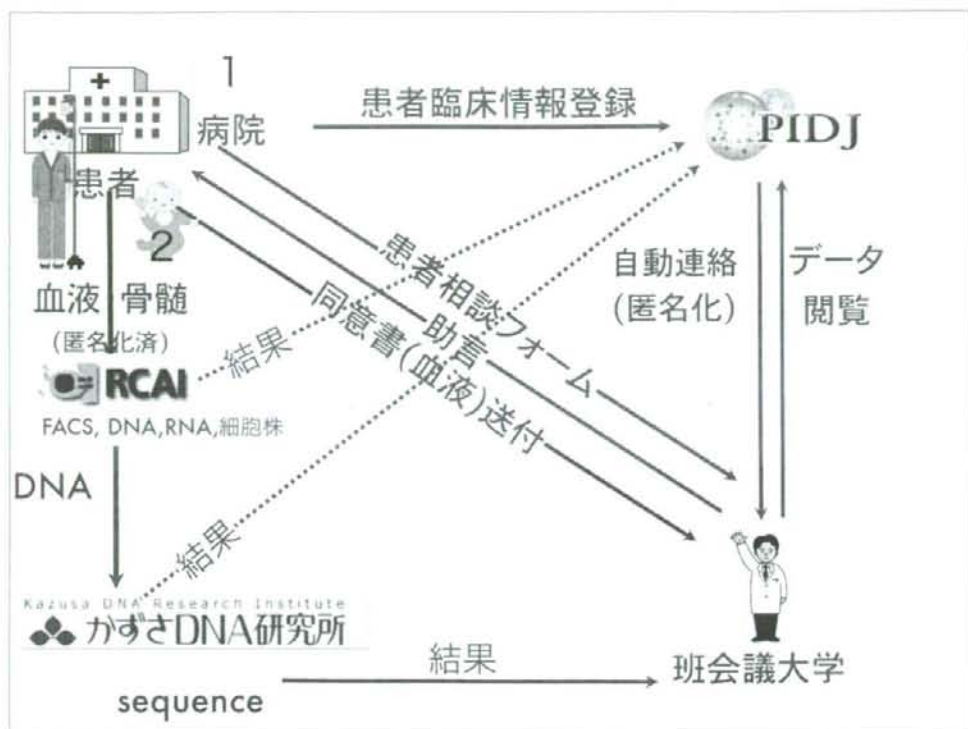 1
病院
患者臨床情報登録
PIDJ
患者
2
血液 骨髄
(匿名化済)
RCAI
FACS, DNA,RNA,細胞株
DNA
結果
結果
患者相談フォーム
助言
同意書(血液)送付
自動連絡
(匿名化)
データ
閲覧
Kazusa DNA Research Institute
かずさDNA研究所
sequence
結果
班会議大学